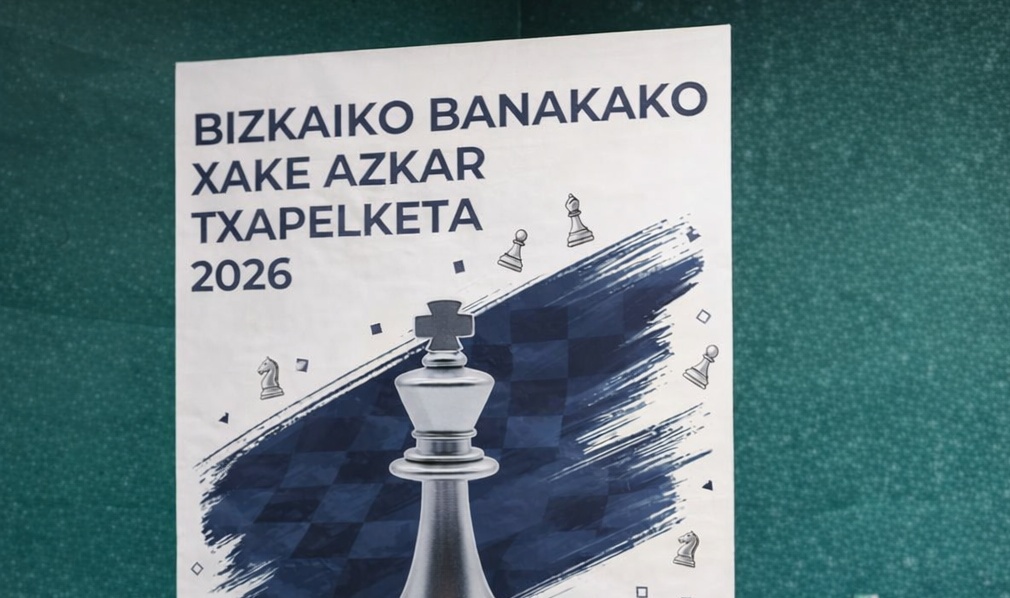 BIZKAIKO BANAKAKO
XAKE AZKAR
TXAPELKETA
2026